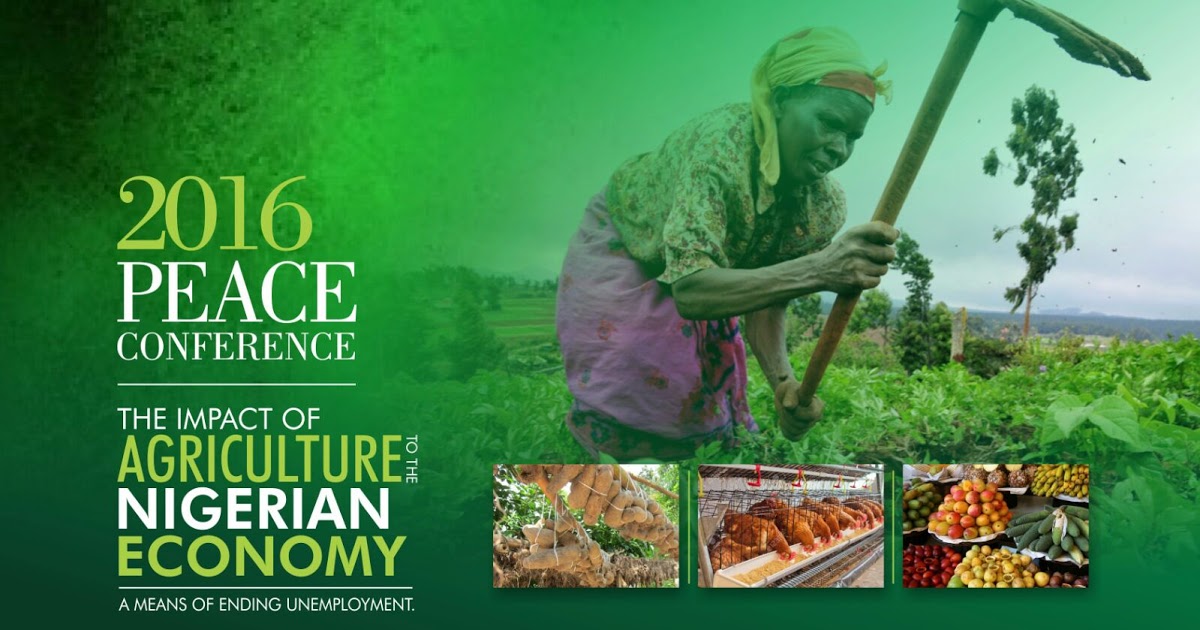 2016
PEACE
CONFERENCE
THE IMPACT OF
AGRICULTURE TO THE
NIGERIAN
ECONOMY
A MEANS OF ENDING UNEMPLOYMENT.